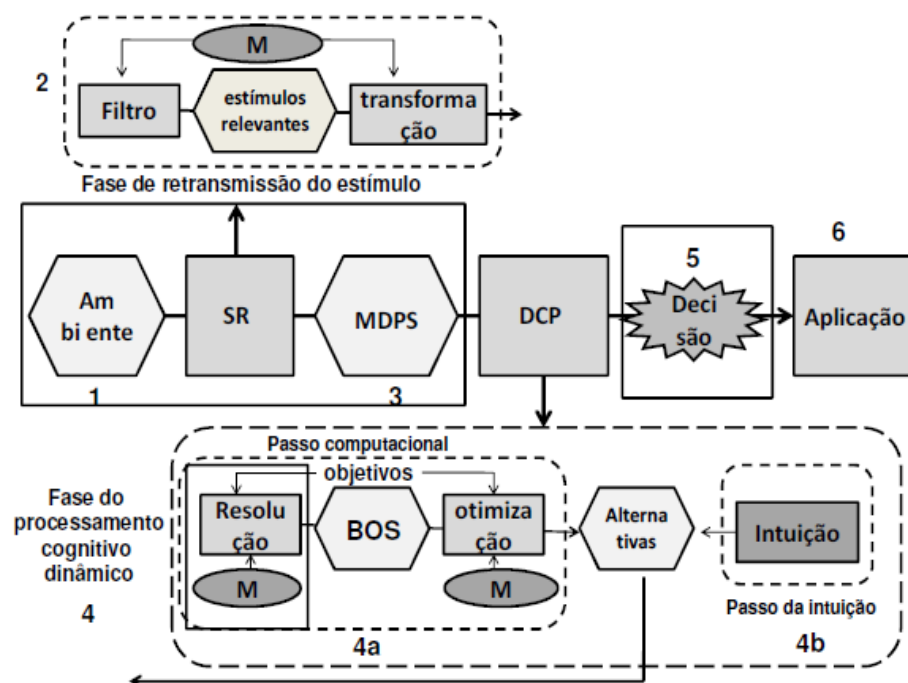 M
2
Filtro
estímulos
relevantes
transforma
ção
Fase de retransmissão do estímulo
Am
bi ente
1
SR
MDPS
3
DCP
5
Deci
são
6
Aplicação
Passo computacional
objetivos
Fase do
processamento
cognitivo
dinâmico
4
Resolu
ção
BOS
otimiza
ção
M
M
4a
Alterna
tivas
Intuição
Passo da intuição
4b